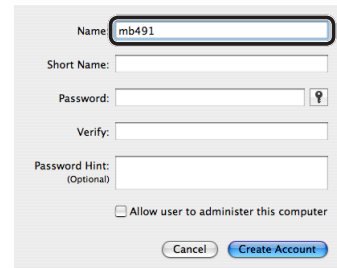 Name: mb491
Short Name:
Password:
Verify:
Password Hint:
(Optional)
Allow user to administer this computer
Cancel Create Account